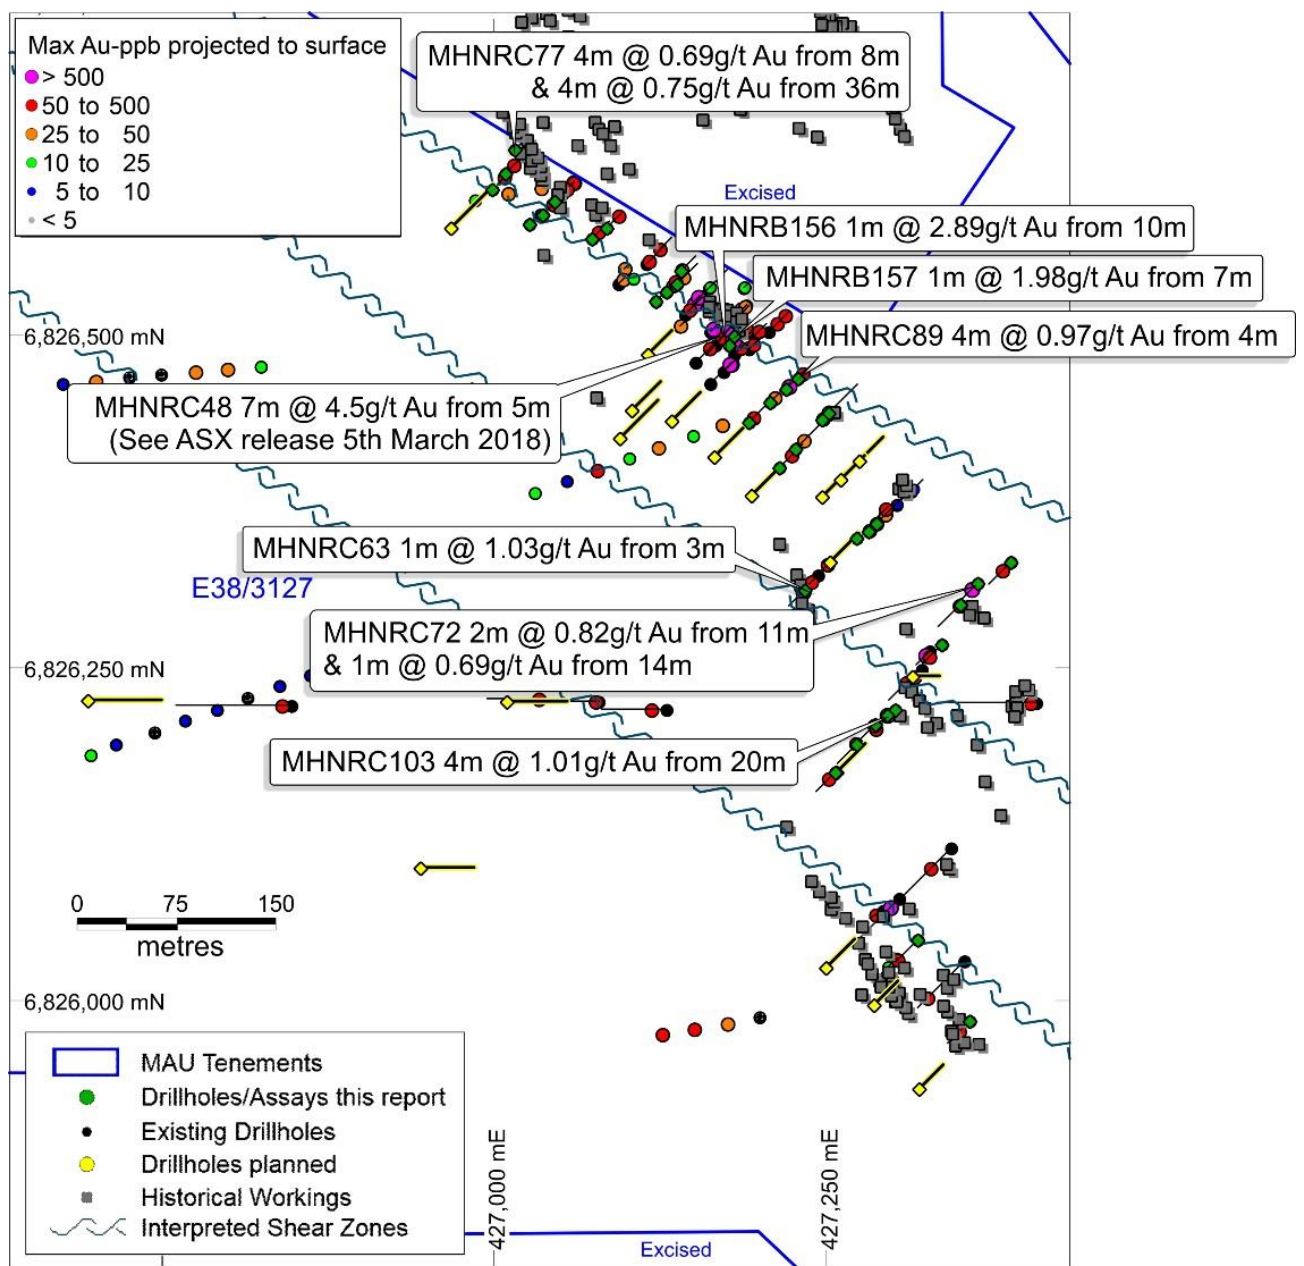 Max Au-ppb projected to surface
> 500
50 to 500
25 to 50
10 to 25
5 to 10
< 5
MHNRC77 4m @ 0.69g/t Au from 8m
& 4m @ 0.75g/t Au from 36m
Excised
MHNRB156 1m @ 2.89g/t Au from 10m
MHNRB157 1m @ 1.98g/t Au from 7m
MHNRC89 4m @ 0.97g/t Au from 4m
6,826,500 mN
MHNRC48 7m @ 4.5g/t Au from 5m
(See ASX release 5th March 2018)
MHNRC63 1m @ 1.03g/t Au from 3m
E38/3127
MHNRC72 2m @ 0.82g/t Au from 11m
& 1m @ 0.69g/t Au from 14m
6,826,250 mN
MHNRC103 4m @ 1.01g/t Au from 20m
0 75 150
metres
6,826,000 mN
MAU Tenements
Drillholes/Assays this report
Existing Drillholes
Drillholes planned
Historical Workings
Interpreted Shear Zones
427,000 mE
427,250 mE
Excised